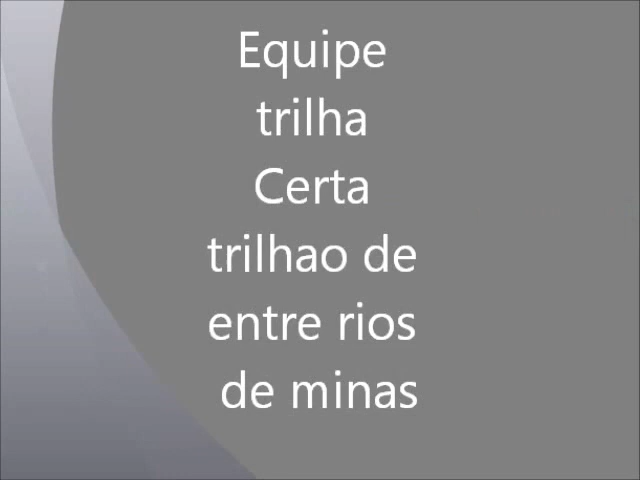 Equipe
trilha
Certa
trilhao de
entre rios
de minas